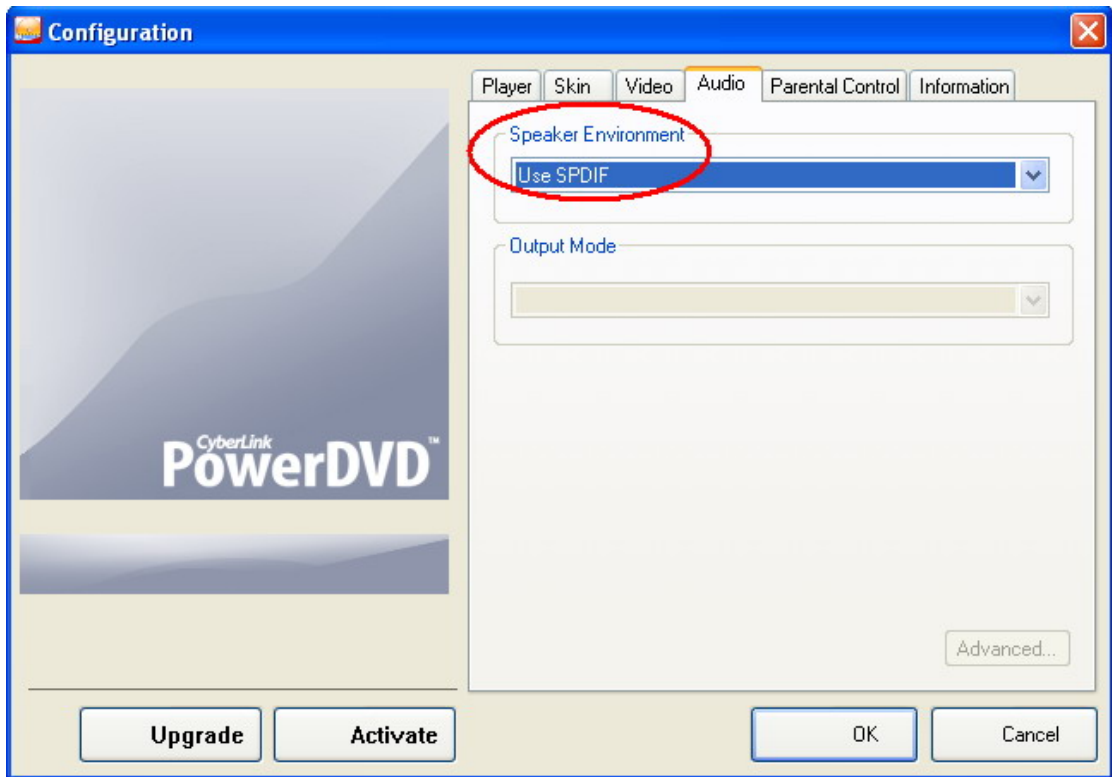 Configuration
Player Skin Video Audio Parental Control Information
Speaker Environment
Use SPDIF
Output Mode
CyberLink
PowerDVD™
Advanced...
Upgrade Activate OK Cancel